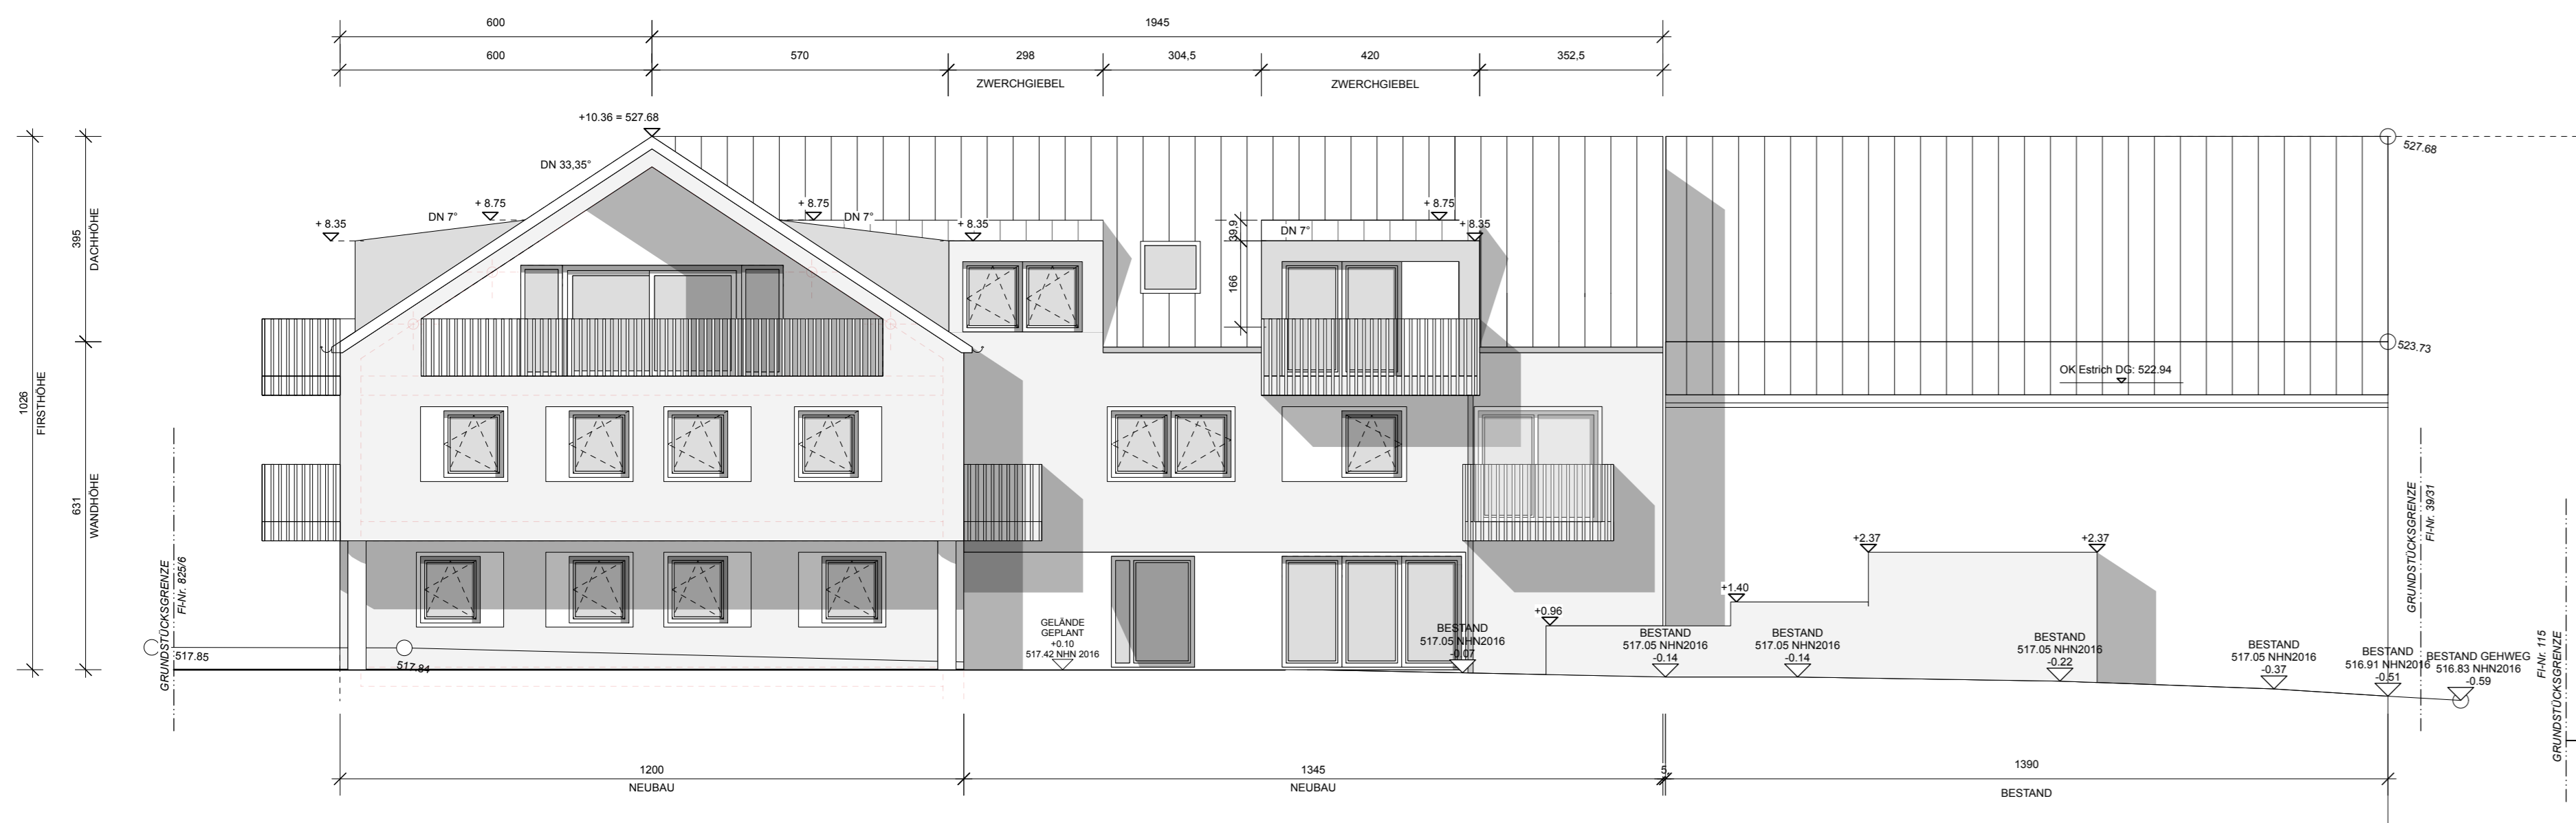 600
1945
600
570
298
304,5
420
352,5
ZWERCHGIEBEL
ZWERCHGIEBEL
+10.36 = 527.68
527.68
DN 33,35°
+ 8.75
+ 8.75
+ 8.75
DN 7°
DN 7°
+ 8.35
+ 8.35
+ 8.35
DN 7°
39,9
166
395
DACHHÖHE
1026
FIRSTHÖHE
631
WANDHÖHE
523.73
OK Estrich DG: 522.94
GRUNDSTÜCKSGRENZE
Fl-Nr. 825/6
GRUNDSTÜCKSGRENZE
Fl-Nr. 39/31
Fl-Nr. 115
GRUNDSTÜCKSGRENZE
+2.37
+2.37
+1.40
+0.96
517.85
517.84
GELÄNDE
GEPLANT
+0.10
517.42 NHN 2016
BESTAND
517.05 NHN2016
-0.07
BESTAND
517.05 NHN2016
-0.14
BESTAND
517.05 NHN2016
-0.14
BESTAND
517.05 NHN2016
-0.22
BESTAND
517.05 NHN2016
-0.37
BESTAND
516.91 NHN2016
-0.51
BESTAND GEHWEG
516.83 NHN2016
-0.59
1200
NEUBAU
1345
NEUBAU
5
1390
BESTAND